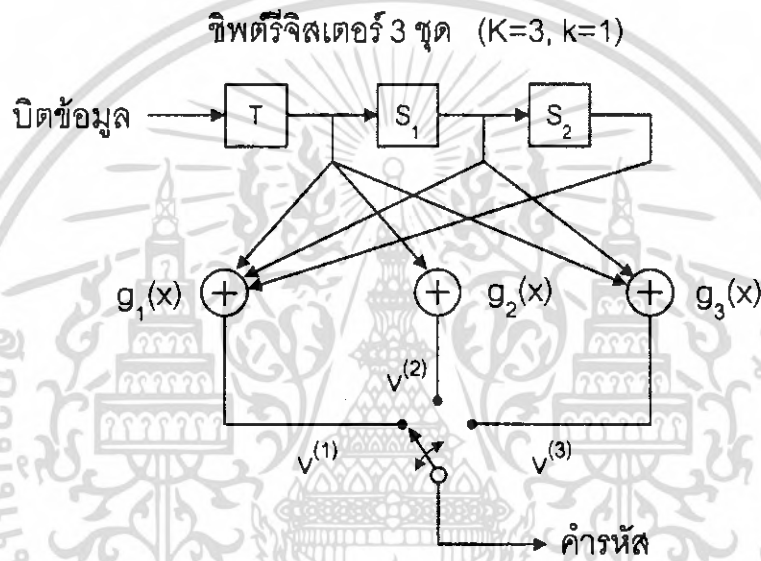 ชิพต์รีจิสเตอร์ 3 ชุด (K=3, k=1)
บิตข้อมูล
T
S₁
S₂
+
g₁(x)
+
g₂(x)
+
g₃(x)
v⁽²⁾
v⁽¹⁾
v⁽³⁾
คำรหัส